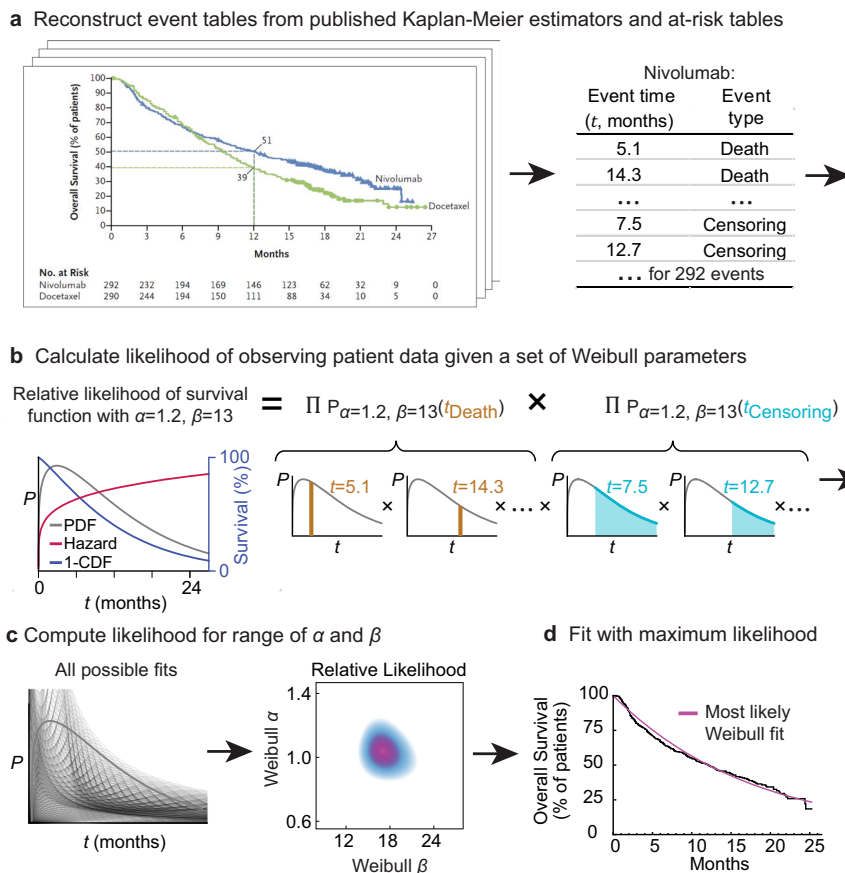 a Reconstruct event tables from published Kaplan-Meier estimators and at-risk tables
Overall Survival (% of patients)
100
90
80
70
60
50
40
30
20
10
0
51
39
Nivolumab
Docetaxel
0 3 6 9 12 15 18 21 24 27
Months
No. at Risk
Nivolumab 292 232 194 169 146 123 62 32 9 0
Docetaxel 290 244 194 150 111 88 34 10 5 0
Nivolumab:
Event time Event
(t, months) type
5.1 Death
14.3 Death
... ...
7.5 Censoring
12.7 Censoring
... for 292 events
b Calculate likelihood of observing patient data given a set of Weibull parameters
Relative likelihood of survival
function with α=1.2, β=13
= Π Pα=1.2, β=13(tDeath) × Π Pα=1.2, β=13(tCensoring)
P
PDF
Hazard
1-CDF
100
0
Survival (%)
0 24
t (months)
P t=5.1 × t=14.3 ×...× t=7.5 × t=12.7 ×...
t t t t
c Compute likelihood for range of α and β
All possible fits
P
t (months)
Relative Likelihood
Weibull α
1.4
1.0
0.6
12 18 24
Weibull β
d Fit with maximum likelihood
Overall Survival
(% of patients)
100
75
50
25
0
Most likely
Weibull fit
0 5 10 15 20 25
Months